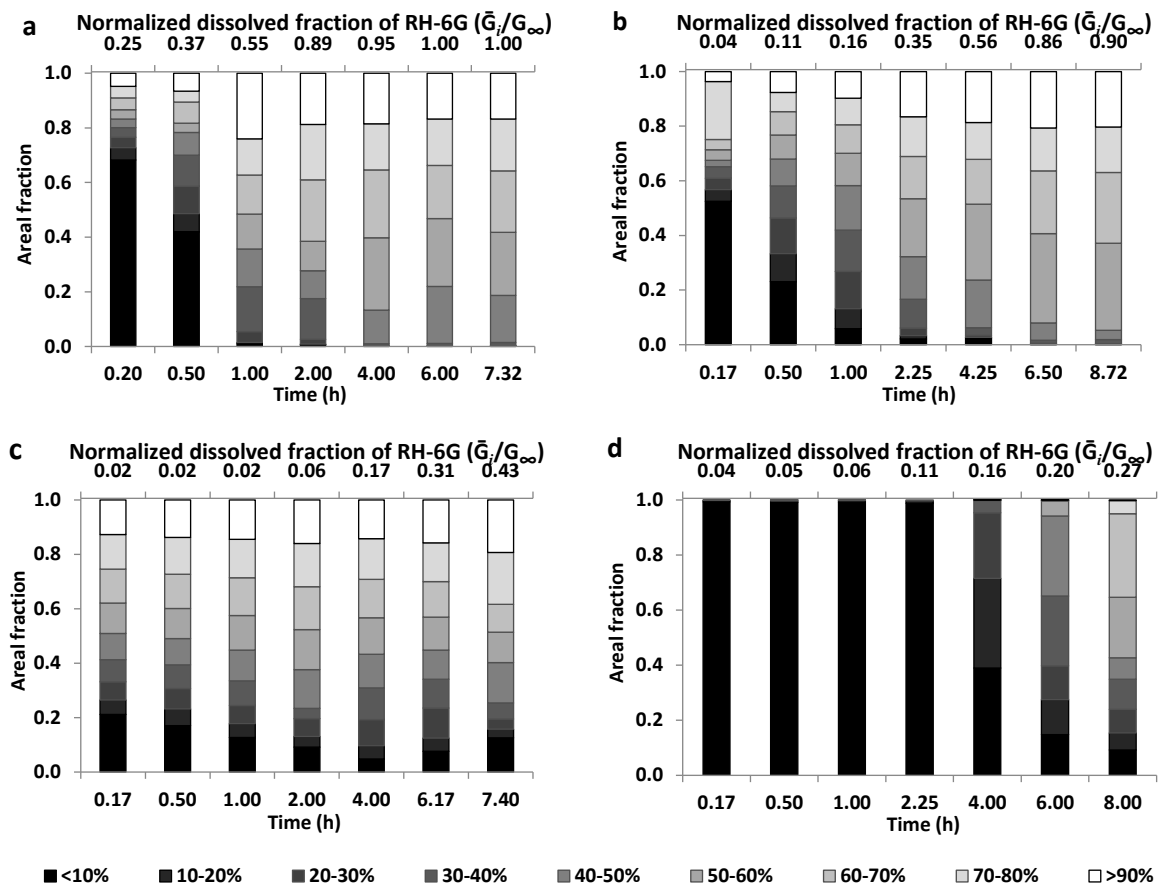 a Normalized dissolved fraction of RH-6G (Ḡᵢ/G∞)
0.25 0.37 0.55 0.89 0.95 1.00 1.00
1.0
0.8
0.6
0.4
0.2
0.0
Areal fraction
0.20 0.50 1.00 2.00 4.00 6.00 7.32
Time (h)
b Normalized dissolved fraction of RH-6G (Ḡᵢ/G∞)
0.04 0.11 0.16 0.35 0.56 0.86 0.90
1.0
0.8
0.6
0.4
0.2
0.0
Areal fraction
0.17 0.50 1.00 2.25 4.25 6.50 8.72
Time (h)
c Normalized dissolved fraction of RH-6G (Ḡᵢ/G∞)
0.02 0.02 0.02 0.06 0.17 0.31 0.43
1.0
0.8
0.6
0.4
0.2
0.0
Areal fraction
0.17 0.50 1.00 2.00 4.00 6.17 7.40
Time (h)
d Normalized dissolved fraction of RH-6G (Ḡᵢ/G∞)
0.04 0.05 0.06 0.11 0.16 0.20 0.27
1.0
0.8
0.6
0.4
0.2
0.0
Areal fraction
0.17 0.50 1.00 2.25 4.00 6.00 8.00
Time (h)
<10% 10-20% 20-30% 30-40% 40-50% 50-60% 60-70% 70-80% >90%